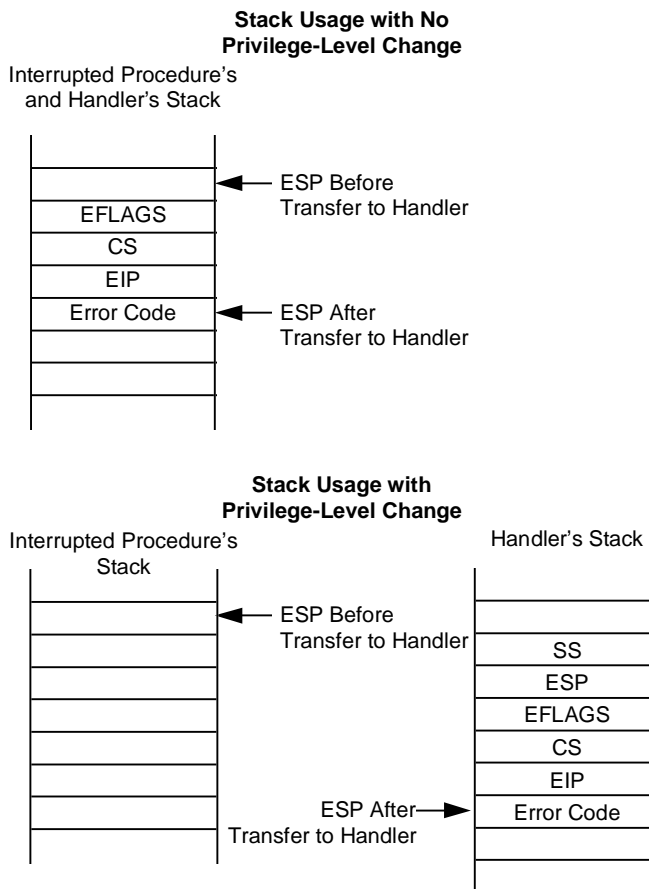 Stack Usage with No
Privilege-Level Change
Interrupted Procedure's
and Handler's Stack
ESP Before
Transfer to Handler
EFLAGS
CS
EIP
Error Code
ESP After
Transfer to Handler
Stack Usage with
Privilege-Level Change
Interrupted Procedure's
Stack
Handler's Stack
ESP Before
Transfer to Handler
SS
ESP
EFLAGS
CS
EIP
Error Code
ESP After
Transfer to Handler